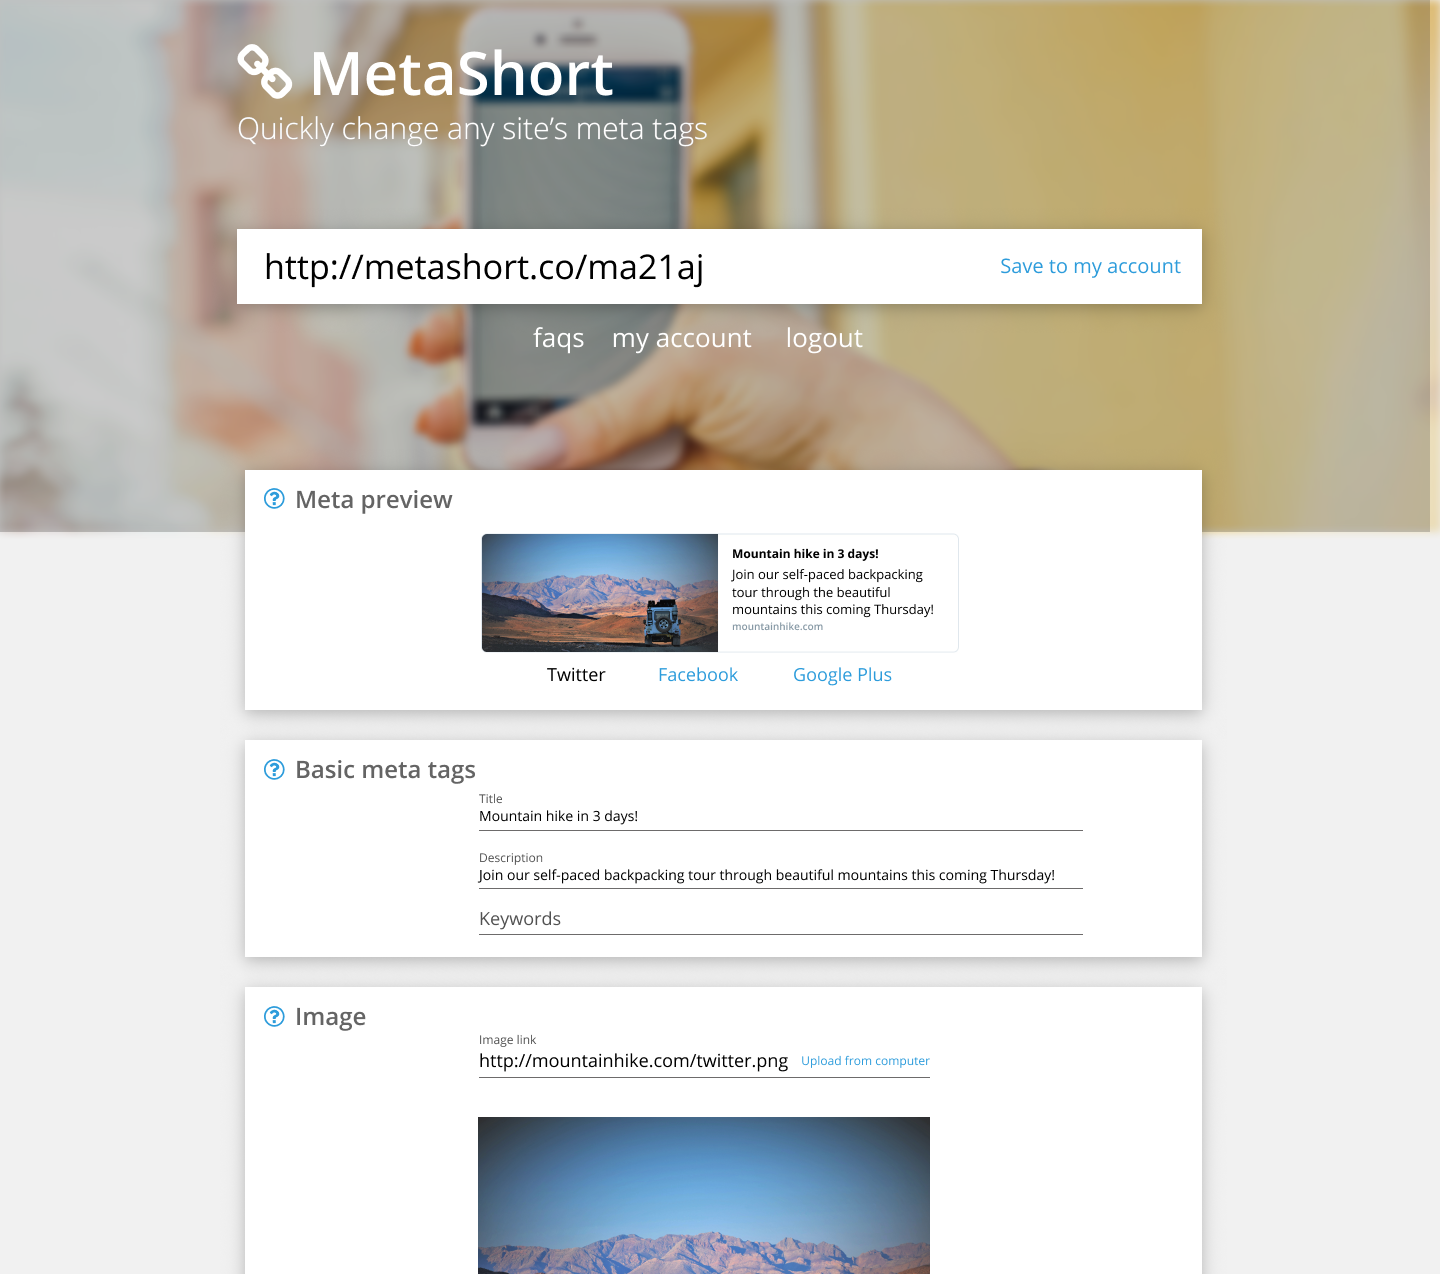 MetaShort
Quickly change any site's meta tags
http://metashort.co/ma21aj
Save to my account
faqs my account logout
Meta preview
Mountain hike in 3 days!
Join our self-paced backpacking
tour through the beautiful
mountains this coming Thursday!
mountainhike.com
Twitter Facebook Google Plus
Basic meta tags
Title
Mountain hike in 3 days!
Description
Join our self-paced backpacking tour through beautiful mountains this coming Thursday!
Keywords
Image
Image link
http://mountainhike.com/twitter.png Upload from computer